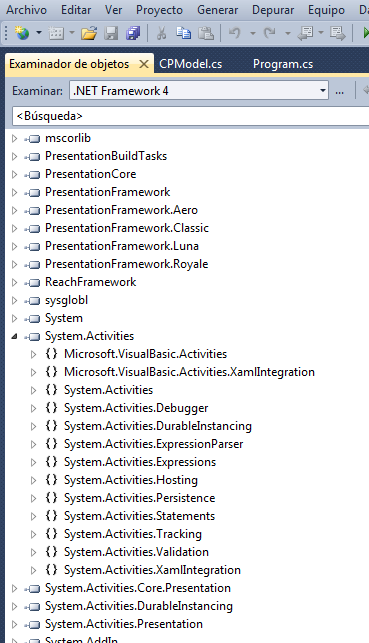 Archivo Editar Ver Proyecto Generar Depurar Equipo
Examinador de objetos CPModel.cs Program.cs
Examinar: .NET Framework 4 ...
<Búsqueda>
mscorlib
PresentationBuildTasks
PresentationCore
PresentationFramework
PresentationFramework.Aero
PresentationFramework.Classic
PresentationFramework.Luna
PresentationFramework.Royale
ReachFramework
sysglobl
System
System.Activities
{} Microsoft.VisualBasic.Activities
{} Microsoft.VisualBasic.Activities.XamlIntegration
{} System.Activities
{} System.Activities.Debugger
{} System.Activities.DurableInstancing
{} System.Activities.ExpressionParser
{} System.Activities.Expressions
{} System.Activities.Hosting
{} System.Activities.Persistence
{} System.Activities.Statements
{} System.Activities.Tracking
{} System.Activities.Validation
{} System.Activities.XamlIntegration
System.Activities.Core.Presentation
System.Activities.DurableInstancing
System.Activities.Presentation
System.AddIn